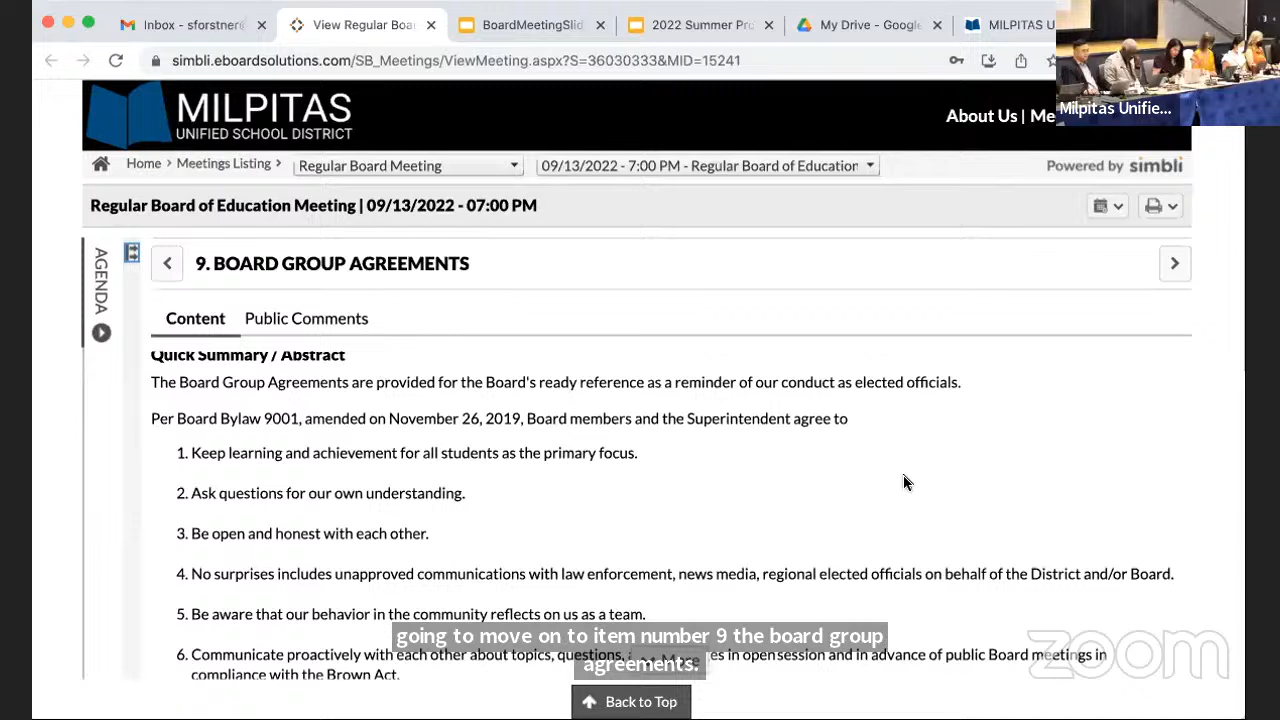 Inbox - sforstner@
View Regular Boar
BoardMeetingSlid
2022 Summer Pro
My Drive - Google
MILPITAS U
simbli.eboardsolutions.com/SB_Meetings/ViewMeeting.aspx?S=36030333&MID=15241
Milpitas Unifie...
MILPITAS
UNIFIED SCHOOL DISTRICT
About Us | Me
Home > Meetings Listing > Regular Board Meeting 09/13/2022 - 7:00 PM - Regular Board of Education
Powered by simbli
Regular Board of Education Meeting | 09/13/2022 - 07:00 PM
AGENDA
9. BOARD GROUP AGREEMENTS
Content Public Comments
Quick Summary / Abstract
The Board Group Agreements are provided for the Board's ready reference as a reminder of our conduct as elected officials.
Per Board Bylaw 9001, amended on November 26, 2019, Board members and the Superintendent agree to
1. Keep learning and achievement for all students as the primary focus.
2. Ask questions for our own understanding.
3. Be open and honest with each other.
4. No surprises includes unapproved communications with law enforcement, news media, regional elected officials on behalf of the District and/or Board.
5. Be aware that our behavior in the community reflects on us as a team.
going to move on to item number 9 the board group
agreements.
6. Communicate proactively with each other about topics, questions, es in open session and in advance of public Board meetings in
compliance with the Brown Act.
More
Back to Top
zoom